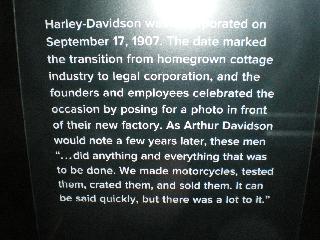 Harley-Davidson was incorporated on
September 17, 1907. The date marked
the transition from homegrown cottage
industry to legal corporation, and the
founders and employees celebrated the
occasion by posing for a photo in front
of their new factory. As Arthur Davidson
would note a few years later, these men
"...did anything and everything that was
to be done. We made motorcycles, tested
them, crated them, and sold them. It can
be said quickly, but there was a lot to it."